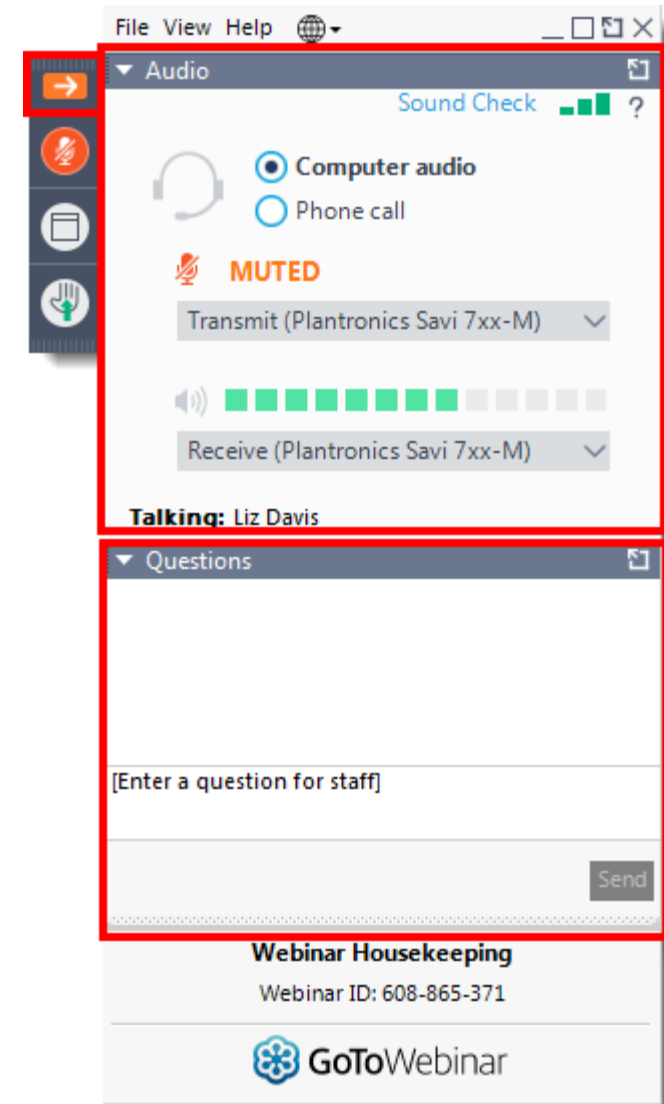 File View Help
Audio
Sound Check ?
Computer audio
Phone call
MUTED
Transmit (Plantronics Savi 7xx-M)
Receive (Plantronics Savi 7xx-M)
Talking: Liz Davis
Questions
[Enter a question for staff]
Send
Webinar Housekeeping
Webinar ID: 608-865-371
GoToWebinar